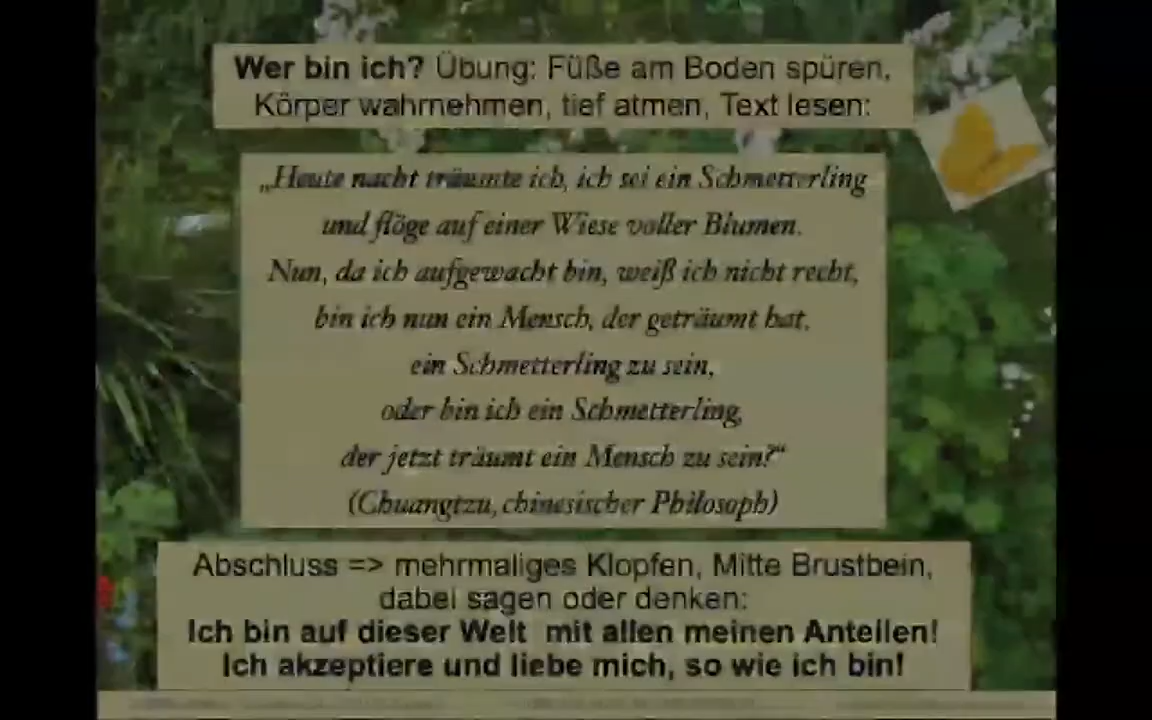 Wer bin ich? Übung: Füße am Boden spüren,
Körper wahrnehmen, tief atmen, Text lesen:
„Heute nacht träumte ich, ich sei ein Schmetterling
und flöge auf einer Wiese voller Blumen.
Nun, da ich aufgewacht bin, weiß ich nicht recht,
bin ich nun ein Mensch, der geträumt hat,
ein Schmetterling zu sein,
oder bin ich ein Schmetterling,
der jetzt träumt ein Mensch zu sein?“
(Chuangtzu, chinesischer Philosoph)
Abschluss => mehrmaliges Klopfen, Mitte Brustbein,
dabei sagen oder denken:
Ich bin auf dieser Welt mit allen meinen Anteilen!
Ich akzeptiere und liebe mich, so wie ich bin!